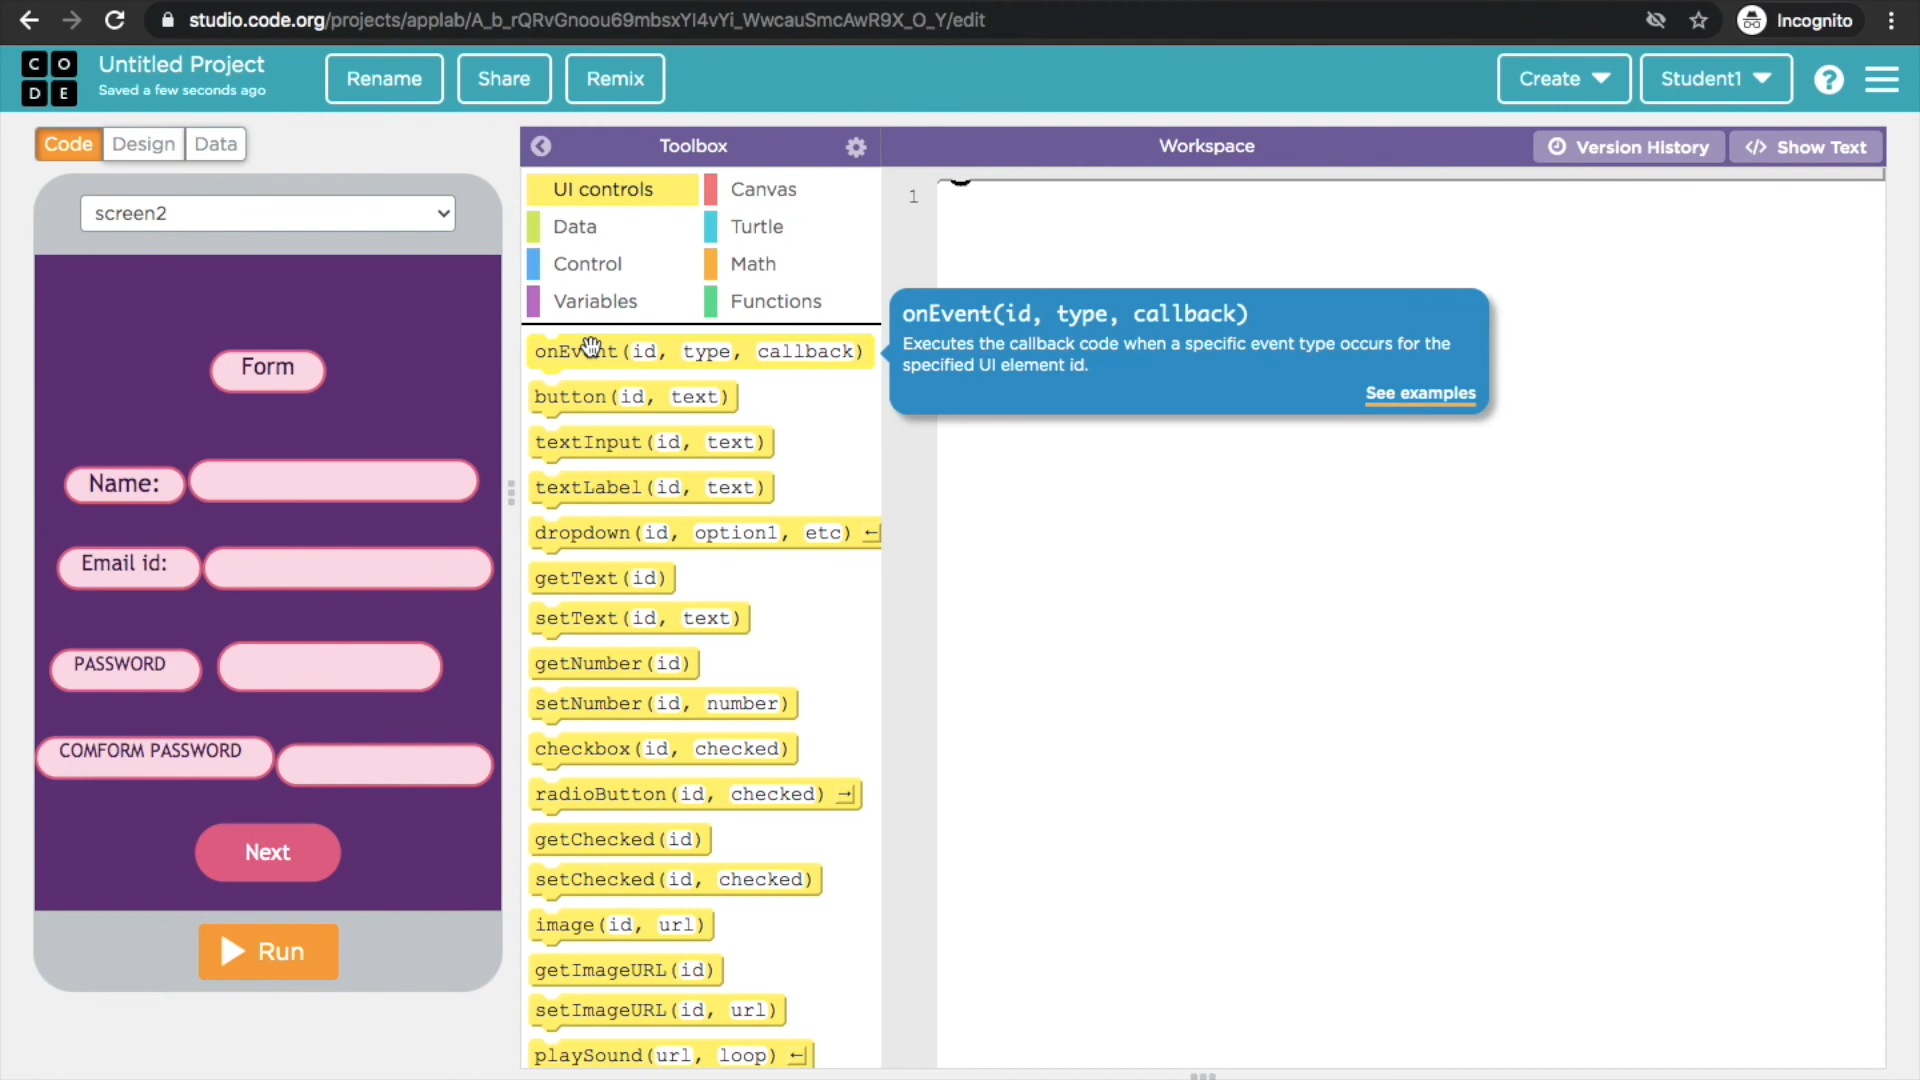 studio.code.org/projects/applab/A_b_rQRvGnoou69mbsxYI4vYi_WwcauSmcAwR9X_O_Y/edit
Incognito
C O
D E
Untitled Project
Saved a few seconds ago
Rename
Share
Remix
Create
Student1
?
Code
Design
Data
screen2
Form
Name:
Email id:
PASSWORD
COMFORM PASSWORD
Next
Run
Toolbox
UI controls
Canvas
Data
Turtle
Control
Math
Variables
Functions
onEvent(id, type, callback)
button(id, text)
textInput(id, text)
textLabel(id, text)
dropdown(id, option1, etc) ←
getText(id)
setText(id, text)
getNumber(id)
setNumber(id, number)
checkbox(id, checked)
radioButton(id, checked) →
getChecked(id)
setChecked(id, checked)
image(id, url)
getImageURL(id)
setImageURL(id, url)
playSound(url, loop) ←
Workspace
Version History
</> Show Text
1
onEvent(id, type, callback)
Executes the callback code when a specific event type occurs for the
specified UI element id.
See examples